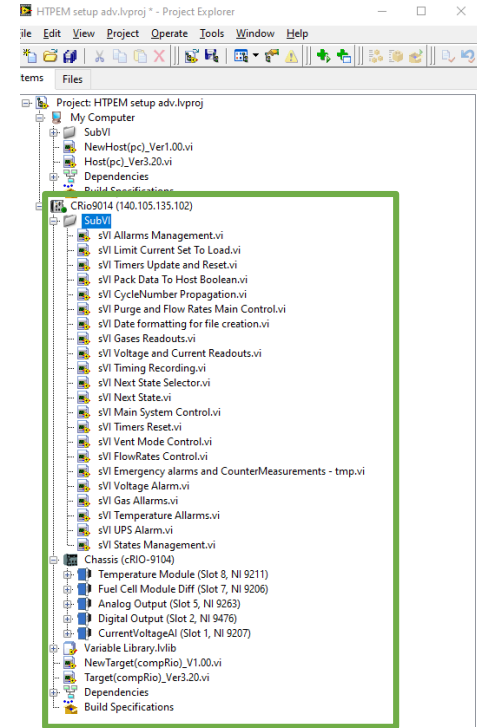 HTPEM setup adv.lvproj * - Project Explorer
ile Edit View Project Operate Tools Window Help
tems Files
Project: HTPEM setup adv.lvproj
My Computer
SubVI
NewHost(pc)_Ver1.00.vi
Host(pc)_Ver3.20.vi
Dependencies
Build Specifications
CRio9014 (140.105.135.102)
SubVI
sVI Allarms Management.vi
sVI Limit Current Set To Load.vi
sVI Timers Update and Reset.vi
sVI Pack Data To Host Boolean.vi
sVI CycleNumber Propagation.vi
sVI Purge and Flow Rates Main Control.vi
sVI Date formatting for file creation.vi
sVI Gases Readouts.vi
sVI Voltage and Current Readouts.vi
sVI Timing Recording.vi
sVI Next State Selector.vi
sVI Next State.vi
sVI Main System Control.vi
sVI Timers Reset.vi
sVI Vent Mode Control.vi
sVI FlowRates Control.vi
sVI Emergency alarms and CounterMeasurements - tmp.vi
sVI Voltage Alarm.vi
sVI Gas Allarms.vi
sVI Temperature Allarms.vi
sVI UPS Alarm.vi
sVI States Management.vi
Chassis (cRIO-9104)
Temperature Module (Slot 8, NI 9211)
Fuel Cell Module Diff (Slot 7, NI 9206)
Analog Output (Slot 5, NI 9263)
Digital Output (Slot 2, NI 9476)
CurrentVoltageAI (Slot 1, NI 9207)
Variable Library.lvlib
NewTarget(compRio)_V1.00.vi
Target(compRio)_Ver3.20.vi
Dependencies
Build Specifications